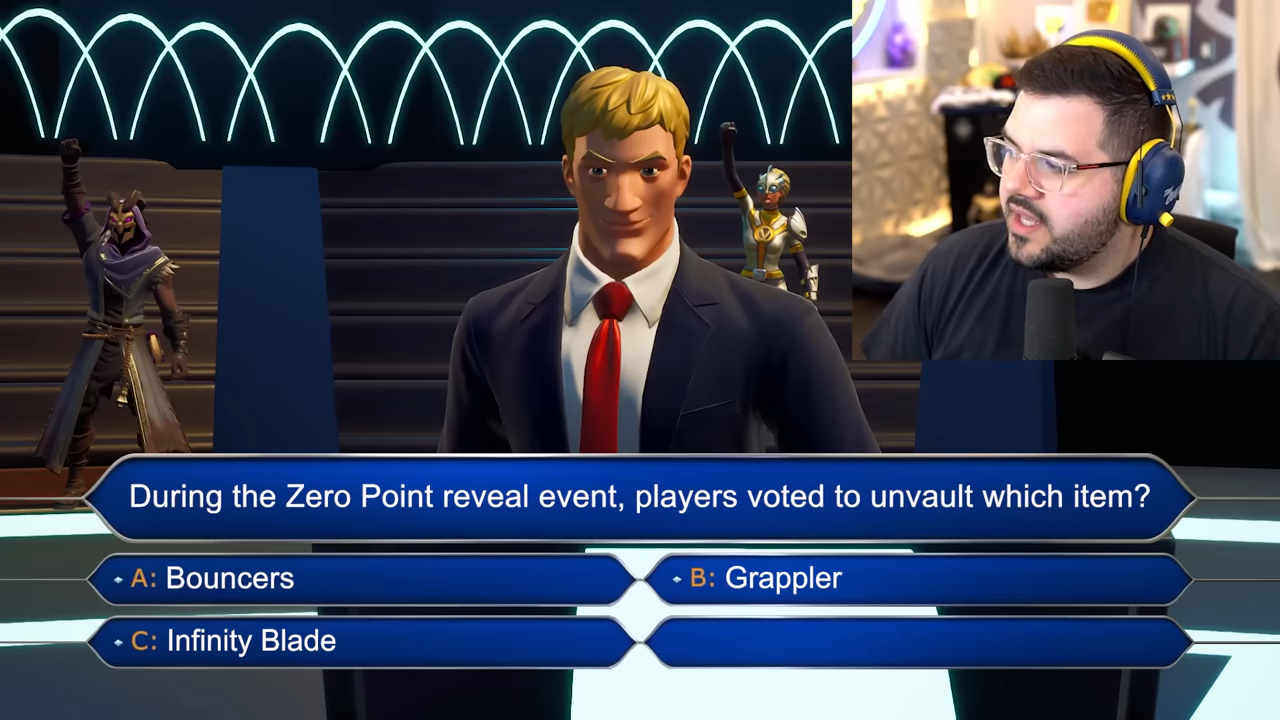 During the Zero Point reveal event, players voted to unvault which item?
A: Bouncers
B: Grappler
C: Infinity Blade